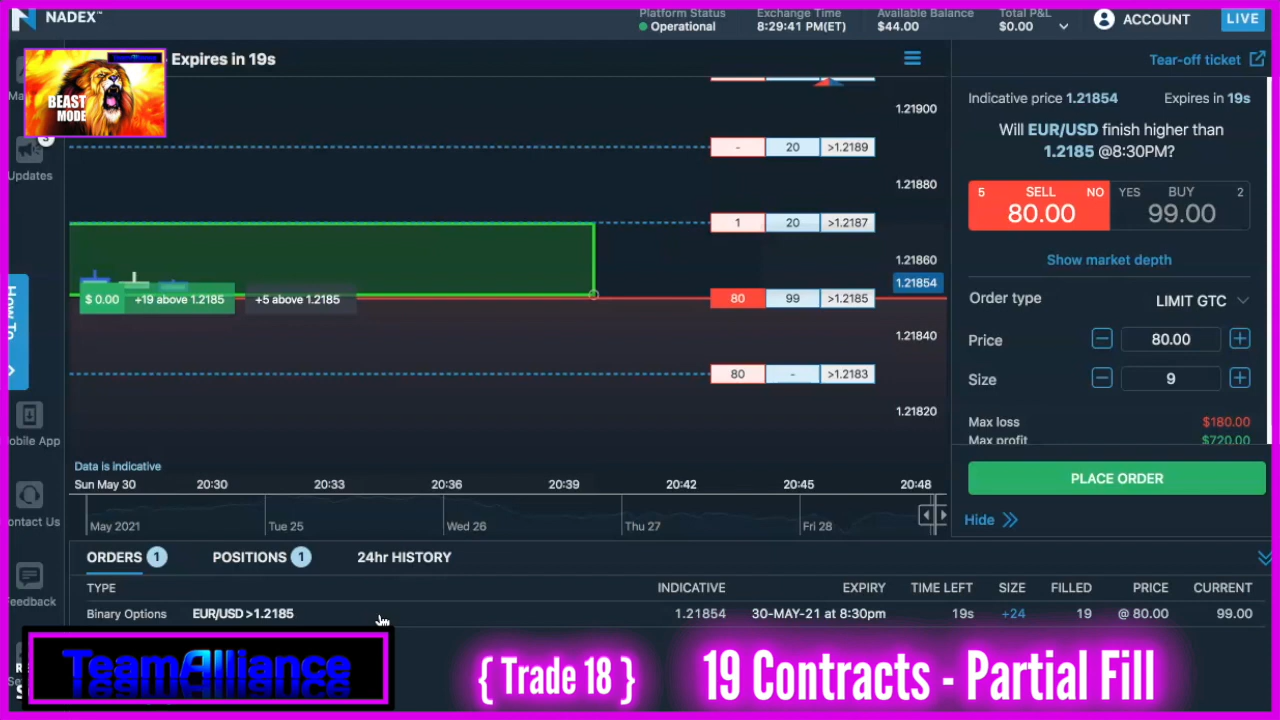 NADEX™
Platform Status
Operational
Exchange Time
8:29:41 PM(ET)
Available Balance
$44.00
Total P&L
$0.00
ACCOUNT
LIVE
Expires in 19s
BEAST
MODE
Updates
How To
obile App
ontact Us
eedback
1.21900
- 20 >1.2189
1.21880
1 20 >1.2187
1.21860
1.21854
$ 0.00 +19 above 1.2185 +5 above 1.2185
80 99 >1.2185
1.21840
80 - >1.2183
1.21820
Data is indicative
Sun May 30 20:30 20:33 20:36 20:39 20:42 20:45 20:48
May 2021 Tue 25 Wed 26 Thu 27 Fri 28
Tear-off ticket
Indicative price 1.21854 Expires in 19s
Will EUR/USD finish higher than
1.2185 @8:30PM?
5 SELL NO YES BUY 2
80.00 99.00
Show market depth
Order type LIMIT GTC
Price 80.00
Size 9
Max loss $180.00
Max profit $720.00
PLACE ORDER
Hide
ORDERS 1 POSITIONS 1 24hr HISTORY
TYPE INDICATIVE EXPIRY TIME LEFT SIZE FILLED PRICE CURRENT
Binary Options EUR/USD >1.2185 1.21854 30-MAY-21 at 8:30pm 19s +24 19 @ 80.00 99.00
TeamAlliance
{ Trade 18 }
19 Contracts - Partial Fill